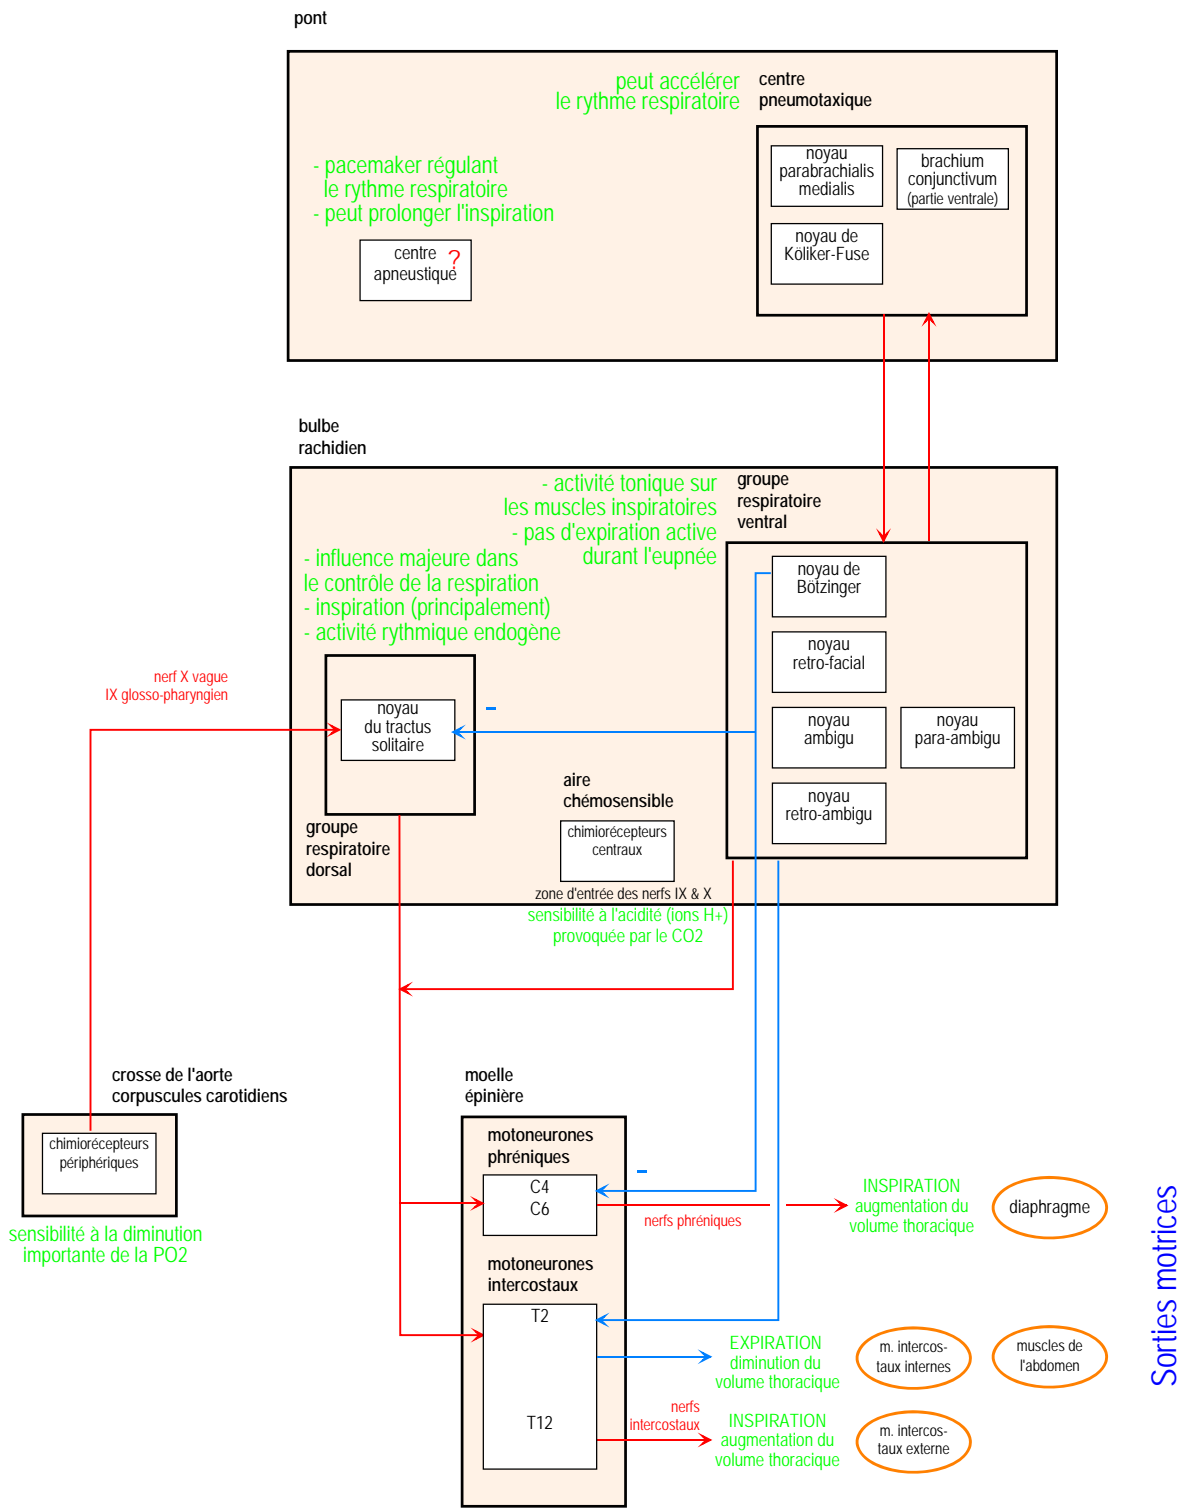 pont
peut accélérer
le rythme respiratoire
centre
pneumotaxique
noyau
parabrachialis
medialis
brachium
conjunctivum
(partie ventrale)
noyau de
Köliker-Fuse
- pacemaker régulant
le rythme respiratoire
- peut prolonger l'inspiration
centre
apneustique
?
bulbe
rachidien
- activité tonique sur
les muscles inspiratoires
- pas d'expiration active
durant l'eupnée
groupe
respiratoire
ventral
- influence majeure dans
le contrôle de la respiration
- inspiration (principalement)
- activité rythmique endogène
noyau de
Bötzinger
noyau
retro-facial
noyau
ambigu
noyau
para-ambigu
noyau
retro-ambigu
nerf X vague
IX glosso-pharyngien
noyau
du tractus
solitaire
-
groupe
respiratoire
dorsal
aire
chémosensible
chimiorécepteurs
centraux
zone d'entrée des nerfs IX & X
sensibilité à l'acidité (ions H+)
provoquée par le CO2
crosse de l'aorte
corpuscules carotidiens
chimiorécepteurs
périphériques
sensibilité à la diminution
importante de la PO2
moelle
épinière
motoneurones
phréniques
C4
C6
-
nerfs phréniques
INSPIRATION
augmentation du
volume thoracique
diaphragme
motoneurones
intercostaux
T2
T12
EXPIRATION
diminution du
volume thoracique
m. intercos-
taux internes
muscles de
l'abdomen
nerfs
intercostaux
INSPIRATION
augmentation du
volume thoracique
m. intercos-
taux externe
Sorties motrices